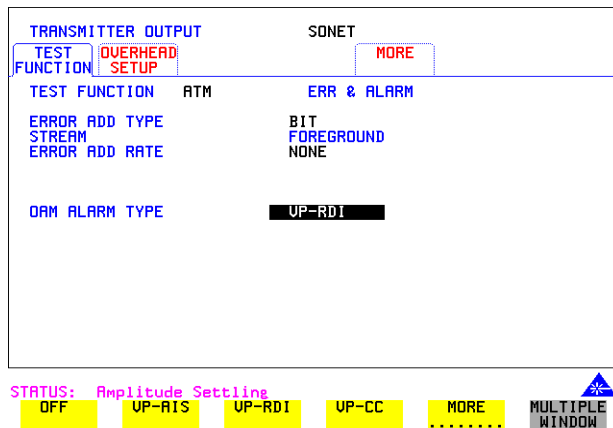 TRANSMITTER OUTPUT SONET
TEST FUNCTION OVERHEAD SETUP MORE
TEST FUNCTION ATM ERR & ALARM
ERROR ADD TYPE BIT
STREAM FOREGROUND
ERROR ADD RATE NONE
OAM ALARM TYPE VP-RDI
STATUS: Amplitude Settling
OFF VP-AIS VP-RDI VP-CC MORE ........ MULTIPLE WINDOW